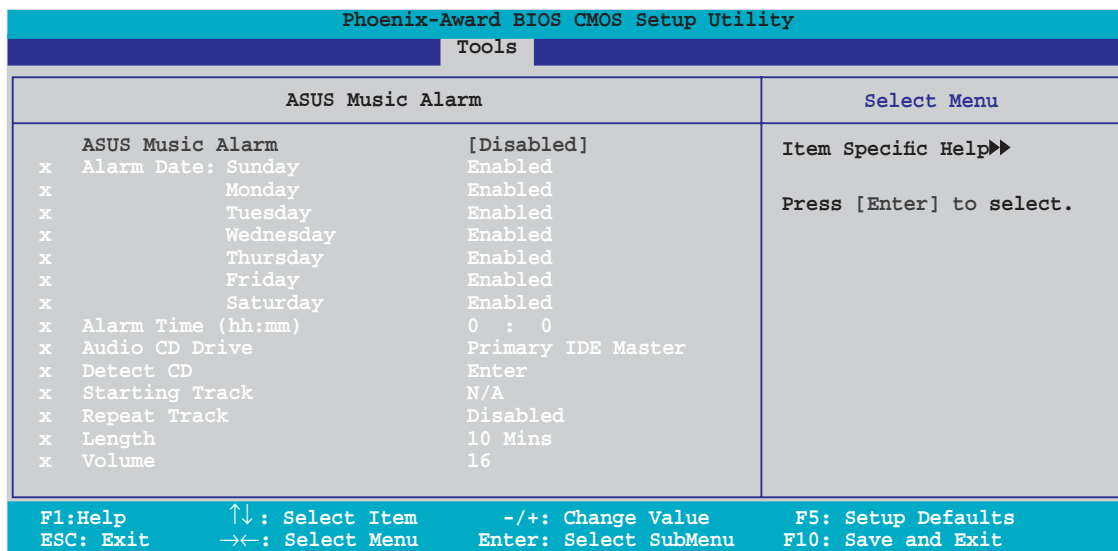 Phoenix-Award BIOS CMOS Setup Utility
Tools
ASUS Music Alarm
Select Menu
ASUS Music Alarm [Disabled]
x Alarm Date: Sunday Enabled
x Monday Enabled
x Tuesday Enabled
x Wednesday Enabled
x Thursday Enabled
x Friday Enabled
x Saturday Enabled
x Alarm Time (hh:mm) 0 : 0
x Audio CD Drive Primary IDE Master
x Detect CD Enter
x Starting Track N/A
x Repeat Track Disabled
x Length 10 Mins
x Volume 16
Item Specific Help▶▶
Press [Enter] to select.
F1:Help ↑↓: Select Item -/+: Change Value F5: Setup Defaults
ESC: Exit →←: Select Menu Enter: Select SubMenu F10: Save and Exit